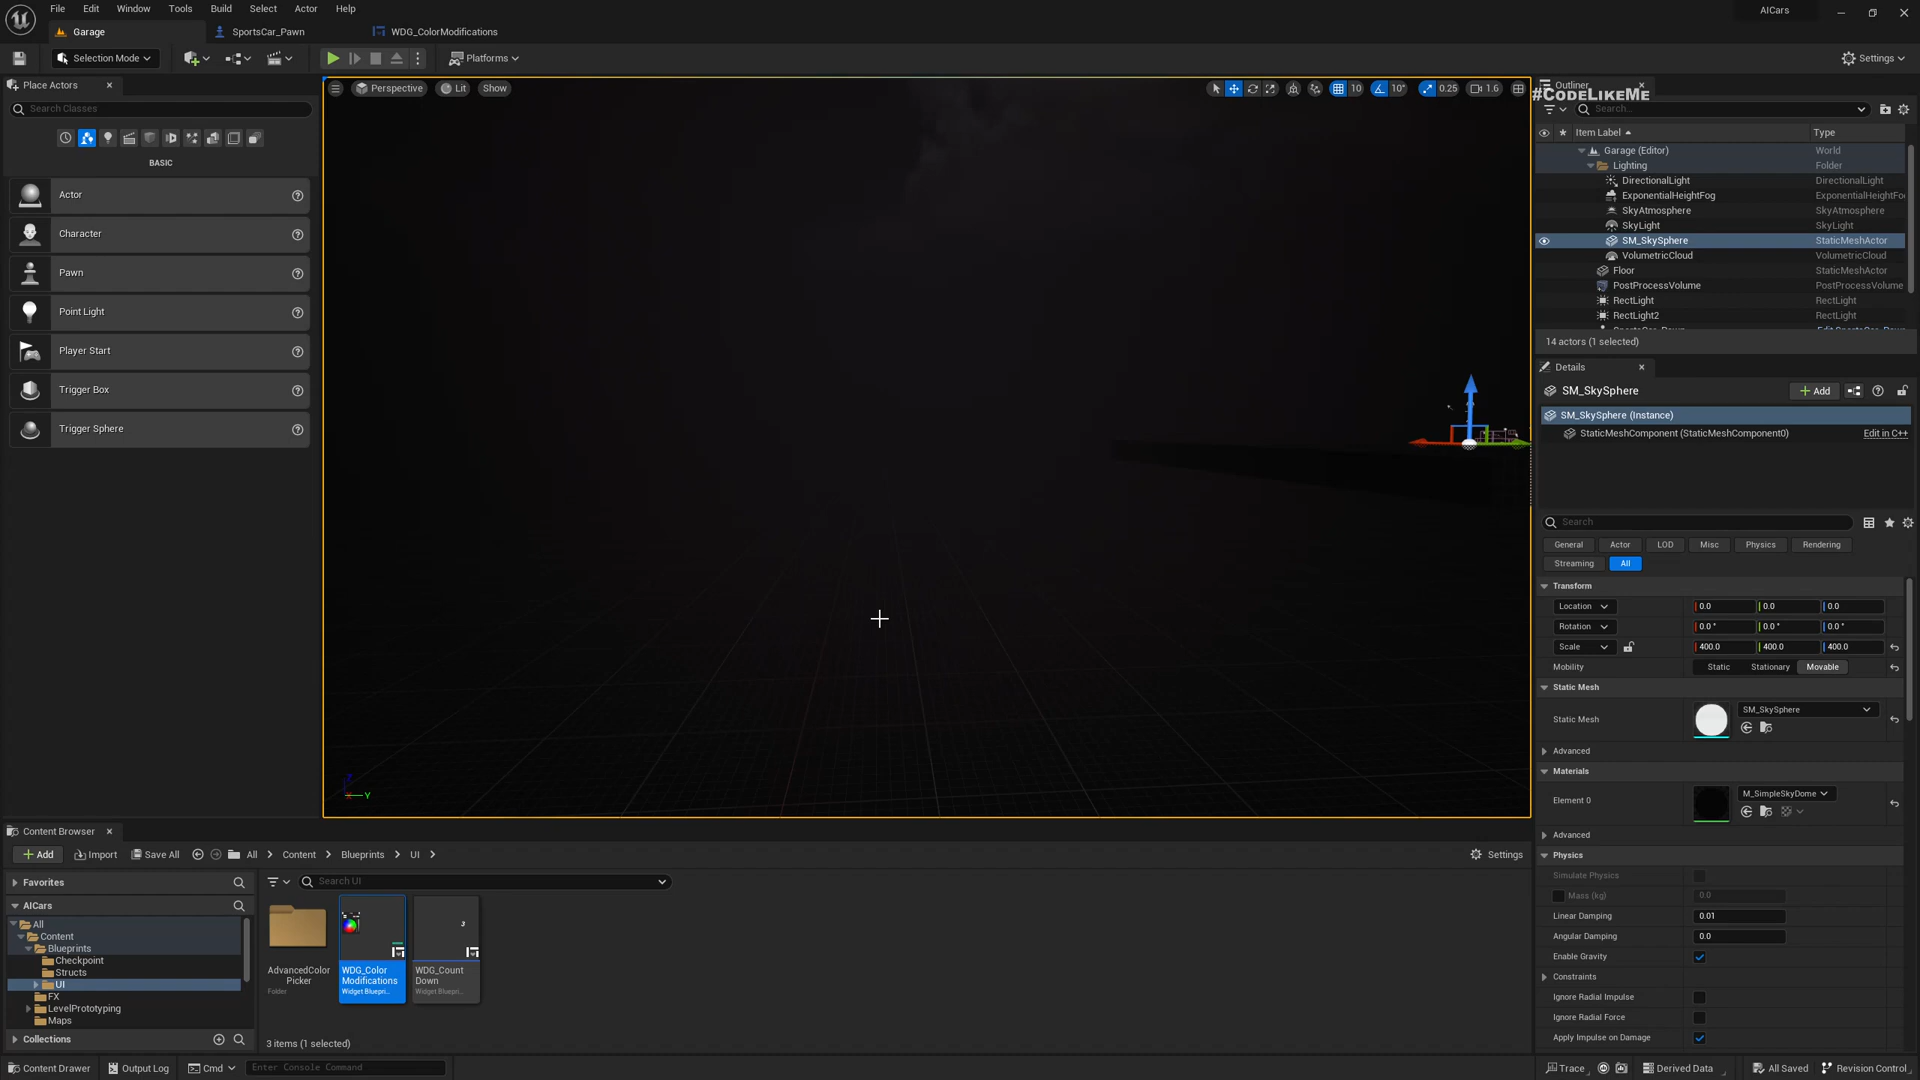 File Edit Window Tools Build Select Actor Help
AICars
Garage
SportsCar_Pawn
WDG_ColorModifications
Selection Mode
Platforms
Settings
Place Actors
Search Classes
BASIC
Actor
Character
Pawn
Point Light
Player Start
Trigger Box
Trigger Sphere
Perspective
Lit
Show
10
10°
0.25
1.6
Outliner
#CodeLikeMe
Search...
Item Label
Type
Garage (Editor) World
Lighting Folder
DirectionalLight DirectionalLight
ExponentialHeightFog ExponentialHeightFo
SkyAtmosphere SkyAtmosphere
SkyLight SkyLight
SM_SkySphere StaticMeshActor
VolumetricCloud VolumetricCloud
Floor StaticMeshActor
PostProcessVolume PostProcessVolume
RectLight RectLight
RectLight2 RectLight
14 actors (1 selected)
Details
SM_SkySphere
Add
SM_SkySphere (Instance)
StaticMeshComponent (StaticMeshComponent0)
Edit in C++
Search
General Actor LOD Misc Physics Rendering
Streaming All
Transform
Location 0.0 0.0 0.0
Rotation 0.0 ° 0.0 ° 0.0 °
Scale 400.0 400.0 400.0
Mobility Static Stationary Movable
Static Mesh
Static Mesh
SM_SkySphere
Advanced
Materials
Element 0
M_SimpleSkyDome
Advanced
Physics
Simulate Physics
Mass (kg) 0.0
Linear Damping 0.01
Angular Damping 0.0
Enable Gravity
Constraints
Ignore Radial Impulse
Ignore Radial Force
Apply Impulse on Damage
Z
Y
Content Browser
Add
Import
Save All
All
Content
Blueprints
UI
Settings
Favorites
AICars
All
Content
Blueprints
Checkpoint
Structs
UI
FX
LevelPrototyping
Maps
Collections
Search UI
AdvancedColor
Picker
Folder
WDG_Color
Modifications
Widget Bluepri...
3
WDG_Count
Down
Widget Bluepri...
3 items (1 selected)
Content Drawer
Output Log
Cmd
Enter Console Command
Trace
Derived Data
All Saved
Revision Control